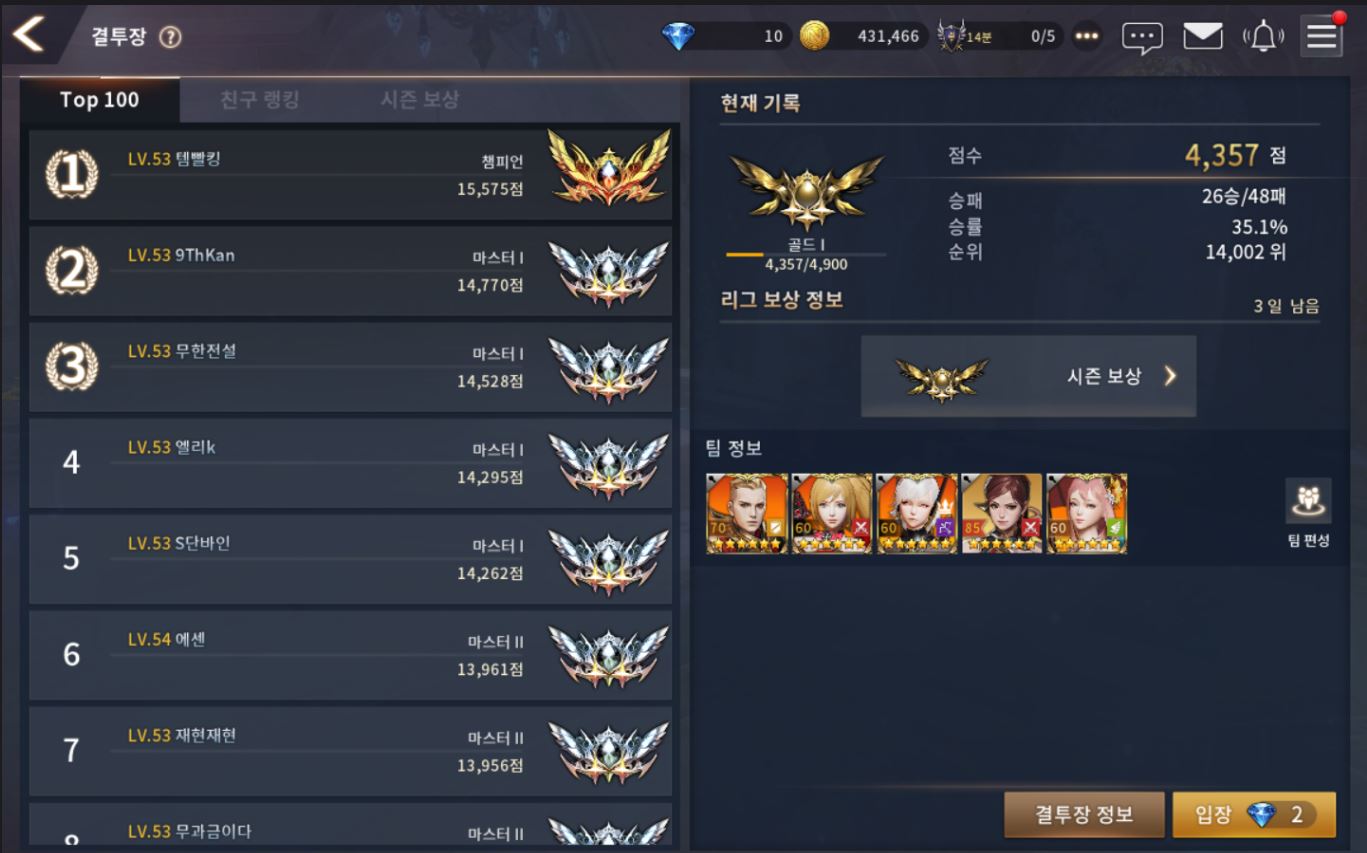 결투장 ?
10
431,466
14분
0/5
Top 100
친구 랭킹
시즌 보상
1
LV.53 템빨킹
챔피언
15,575점
2
LV.53 9ThKan
마스터 I
14,770점
3
LV.53 무한전설
마스터 I
14,528점
4
LV.53 엘리k
마스터 I
14,295점
5
LV.53 S단바인
마스터 I
14,262점
6
LV.54 에센
마스터 II
13,961점
7
LV.53 재현재현
마스터 II
13,956점
8
LV.53 무과금이다
마스터 II
현재 기록
골드 I
4,357/4,900
점수
4,357 점
승패
26승/48패
승률
35.1%
순위
14,002 위
리그 보상 정보
3 일 남음
시즌 보상
팀 정보
70
60
60
85
60
팀 편성
결투장 정보
입장 2